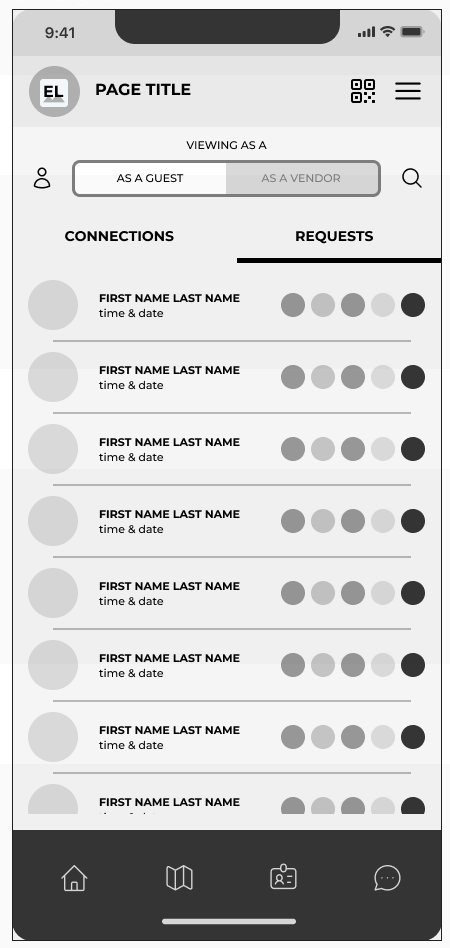 9:41
EL
PAGE TITLE
VIEWING AS A
AS A GUEST
AS A VENDOR
CONNECTIONS
REQUESTS
FIRST NAME LAST NAME
time & date
FIRST NAME LAST NAME
time & date
FIRST NAME LAST NAME
time & date
FIRST NAME LAST NAME
time & date
FIRST NAME LAST NAME
time & date
FIRST NAME LAST NAME
time & date
FIRST NAME LAST NAME
time & date
FIRST NAME LAST NAME